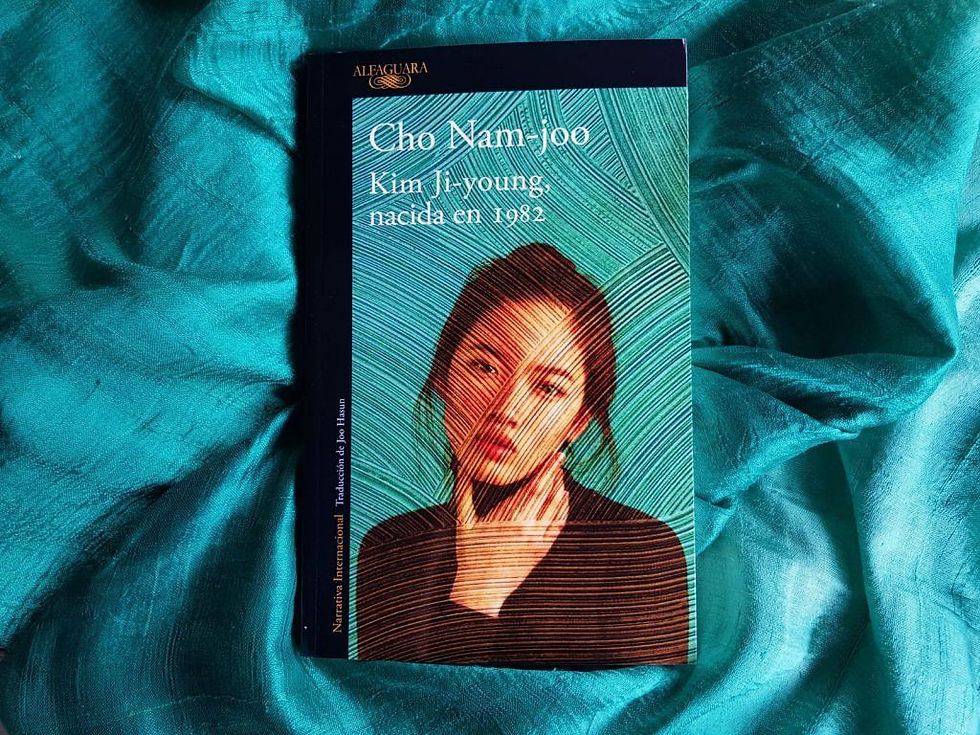 ALFAGUARA
Cho Nam-joo
Kim Ji-young,
nacida en 1982
Narrativa Internacional Traducción de Joo Hasun